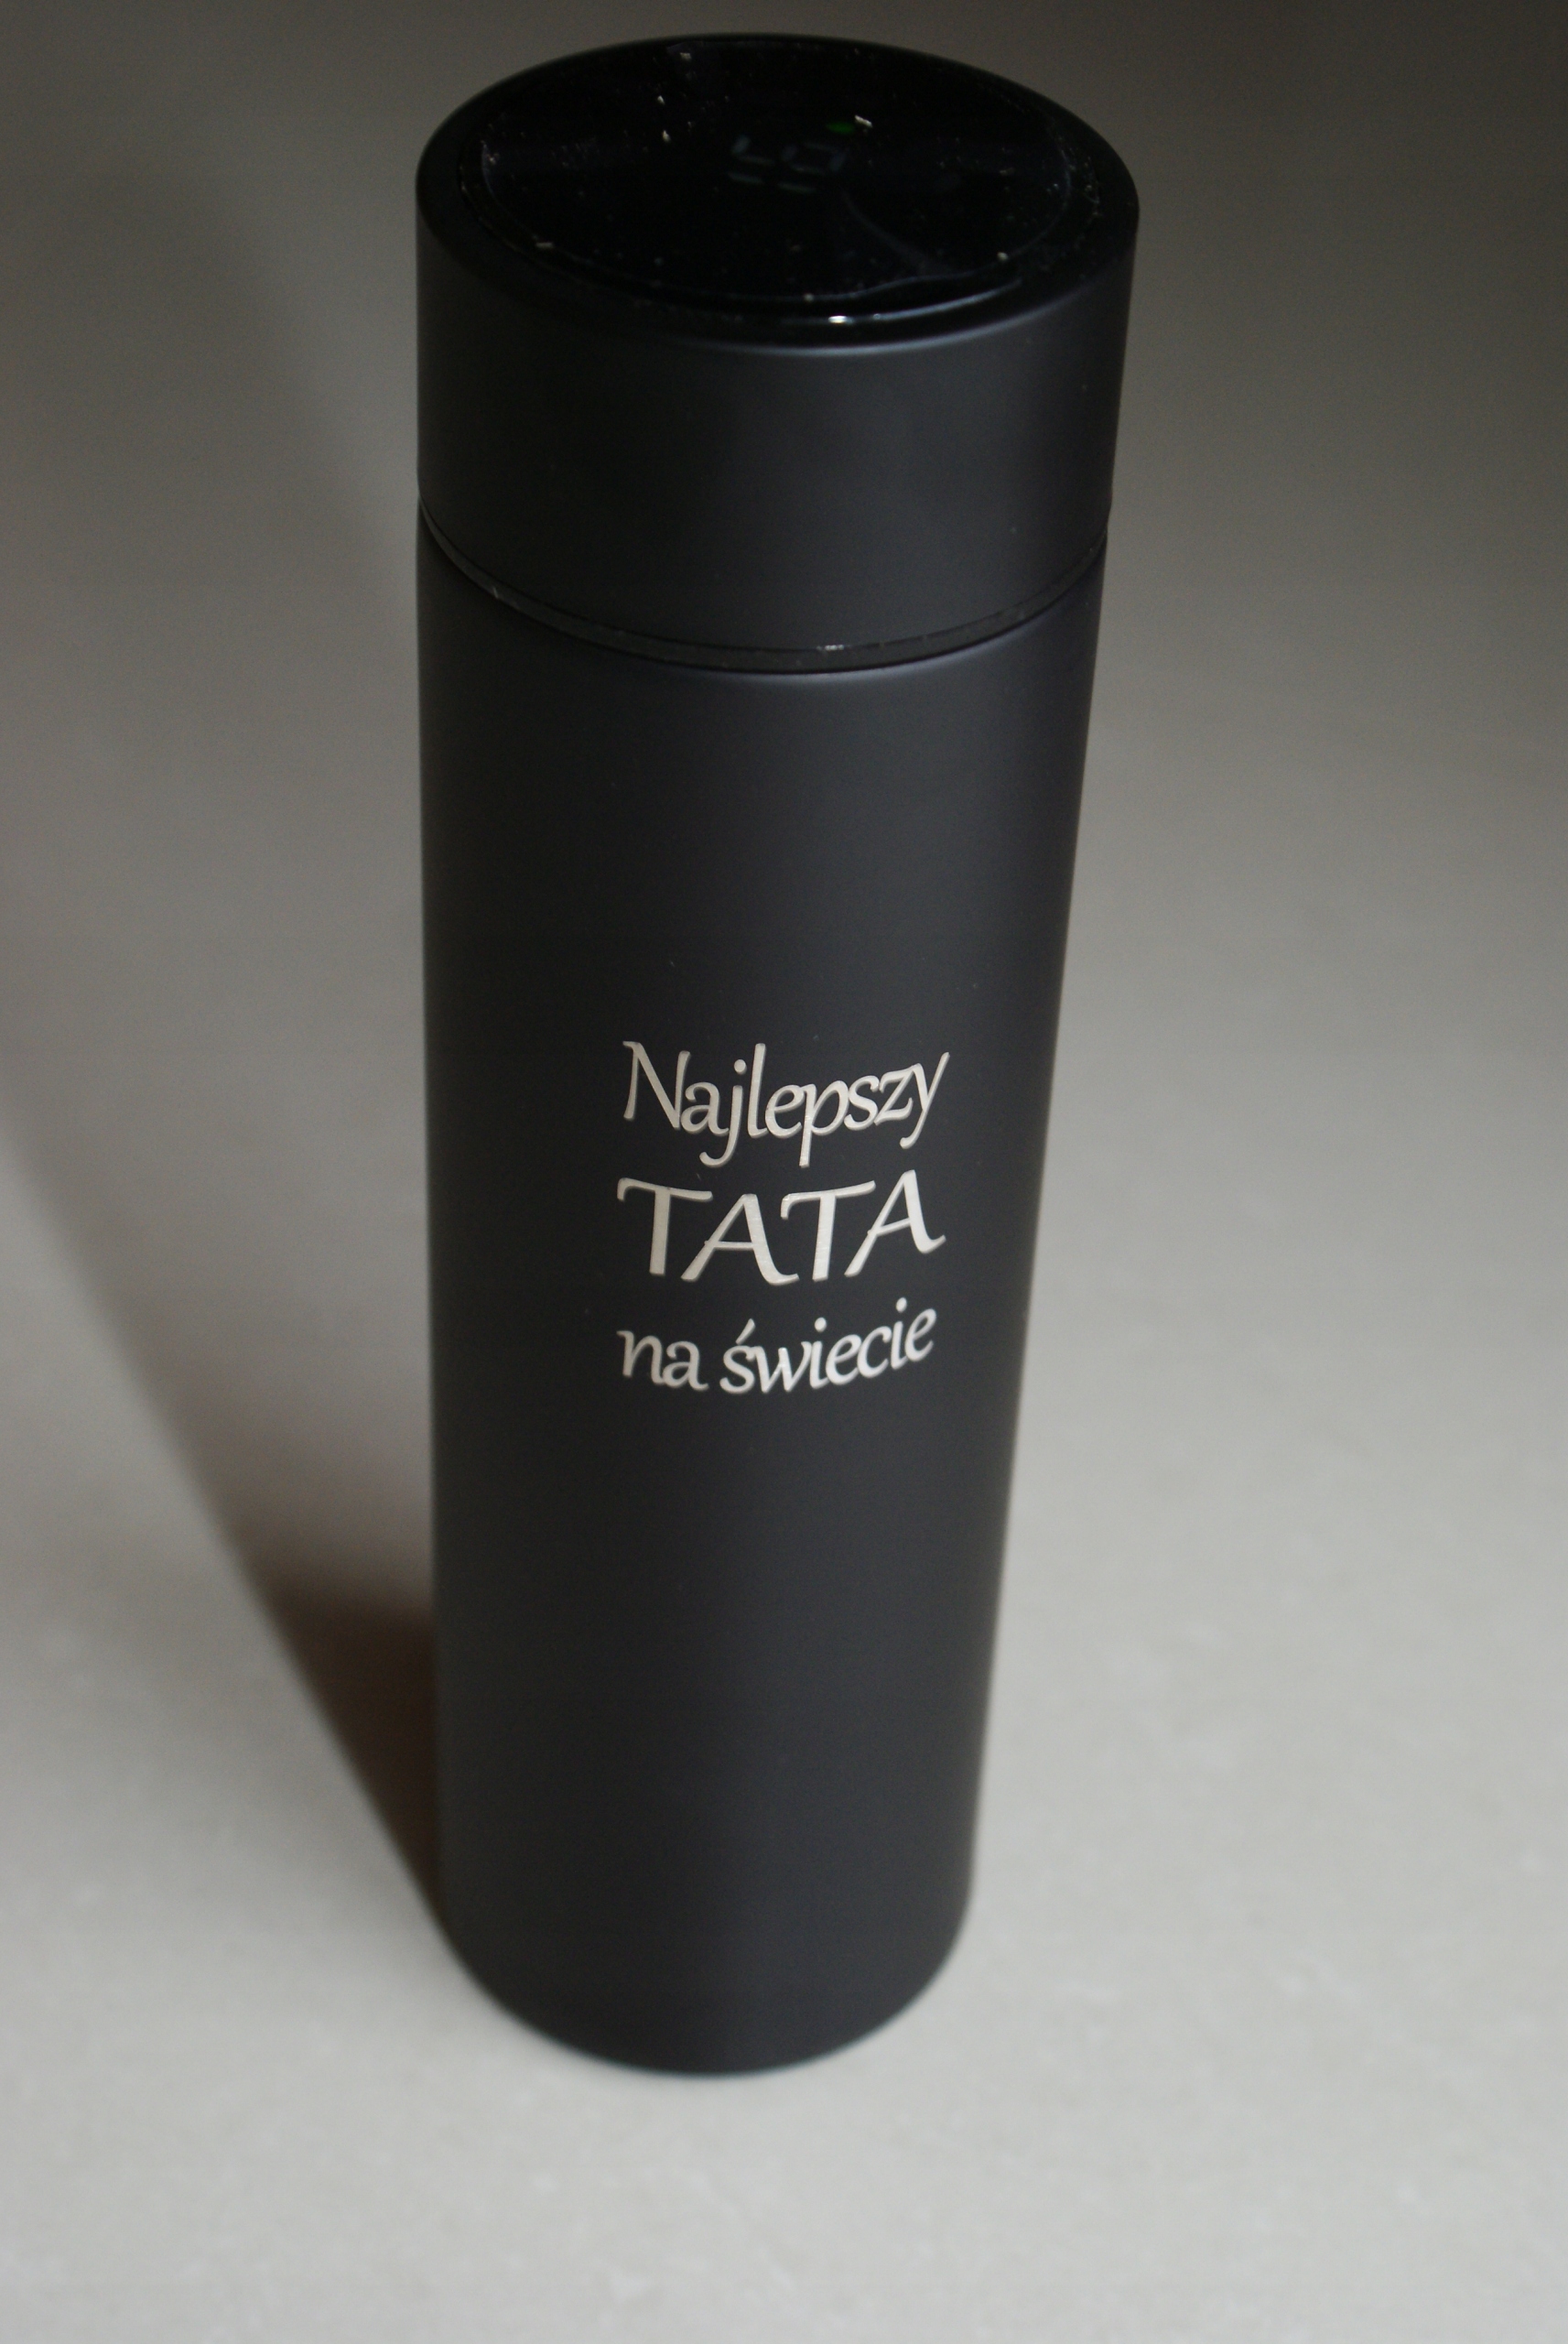 Najlepszy
TATA
na świecie